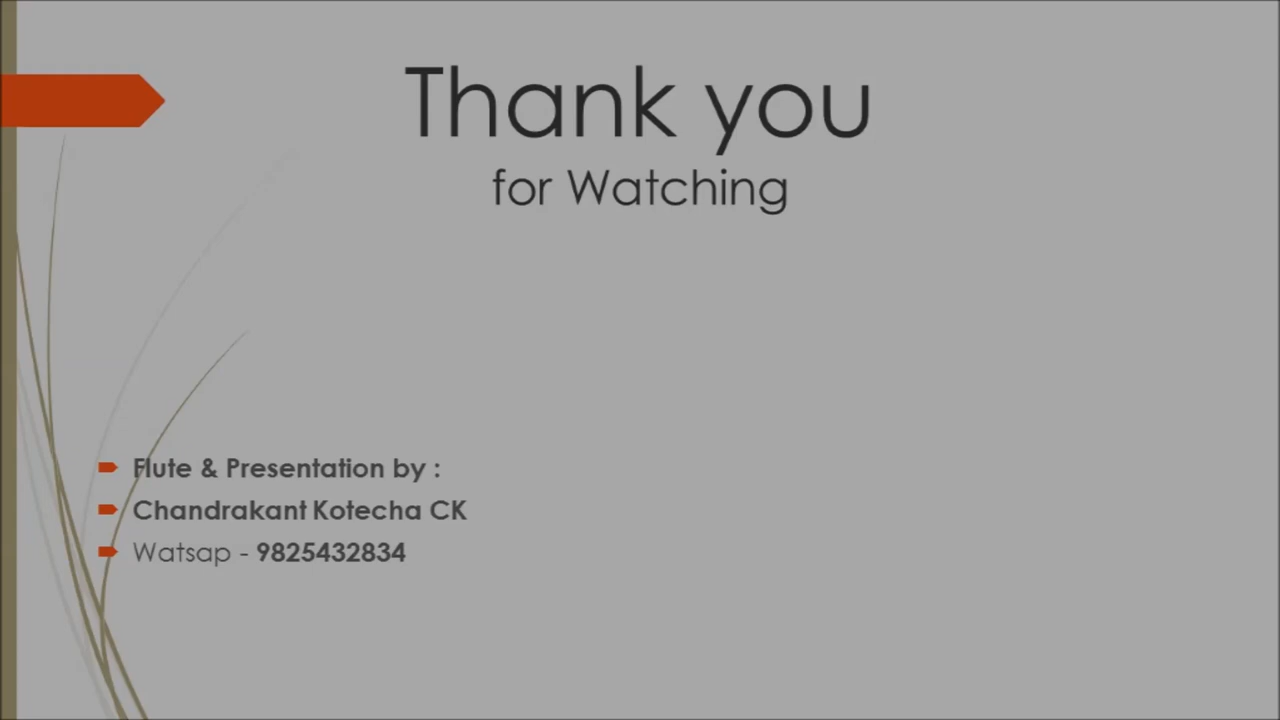 Thank you
for Watching
Flute & Presentation by :
Chandrakant Kotecha CK
Watsap - 9825432834